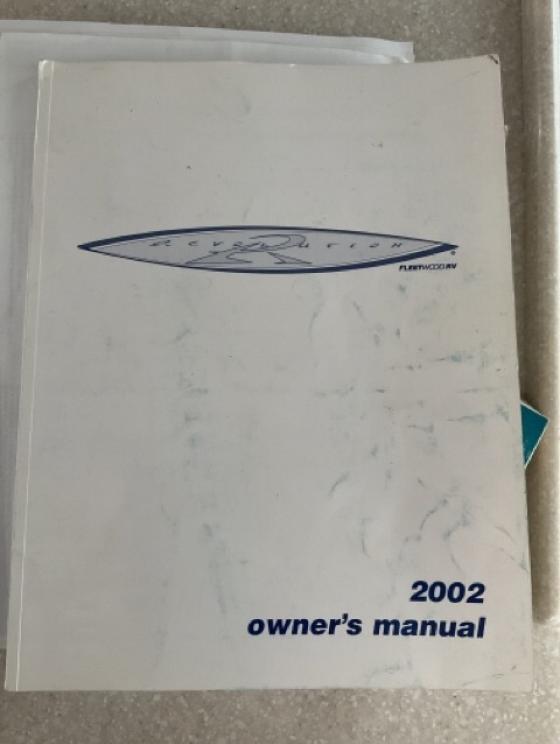 REVOLUTION
®
FLEETWOOD RV
2002
owner's manual